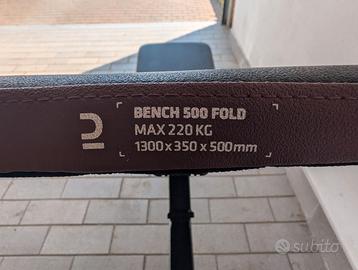 BENCH 500 FOLD
MAX 220 KG
1300 x 350 x 500mm
subito